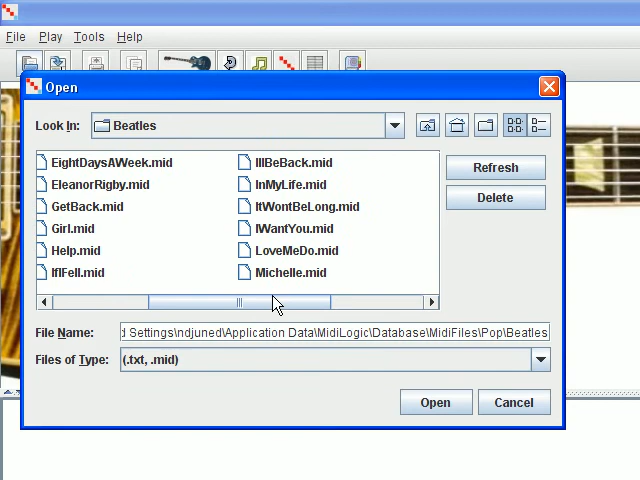 File Play Tools Help
Open
Look In: Beatles
EightDaysAWeek.mid
EleanorRigby.mid
GetBack.mid
Girl.mid
Help.mid
IfIFell.mid
IllBeBack.mid
InMyLife.mid
ItWontBeLong.mid
IWantYou.mid
LoveMeDo.mid
Michelle.mid
Refresh
Delete
File Name: d Settings\ndjuned\Application Data\MidiLogic\Database\MidiFiles\Pop\Beatles
Files of Type: (.txt, .mid)
Open Cancel